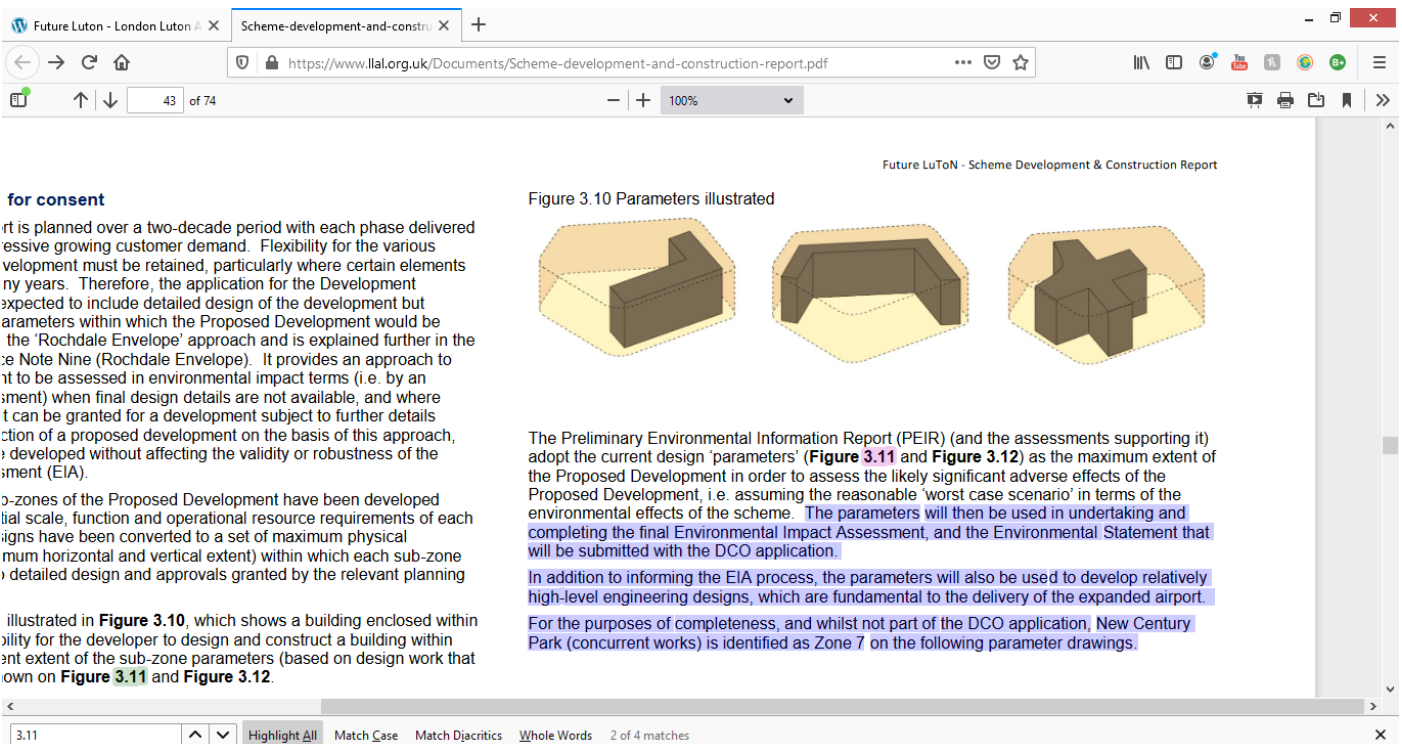 Future Luton - London Luton A
Scheme-development-and-constru
https://www.llal.org.uk/Documents/Scheme-development-and-construction-report.pdf
43 of 74
100%
Future LuToN - Scheme Development & Construction Report
for consent
rt is planned over a two-decade period with each phase delivered
ressive growing customer demand. Flexibility for the various
velopment must be retained, particularly where certain elements
ny years. Therefore, the application for the Development
expected to include detailed design of the development but
arameters within which the Proposed Development would be
the ‘Rochdale Envelope’ approach and is explained further in the
ce Note Nine (Rochdale Envelope). It provides an approach to
nt to be assessed in environmental impact terms (i.e. by an
sment) when final design details are not available, and where
t can be granted for a development subject to further details
ction of a proposed development on the basis of this approach,
e developed without affecting the validity or robustness of the
sment (EIA).
b-zones of the Proposed Development have been developed
tial scale, function and operational resource requirements of each
signs have been converted to a set of maximum physical
mum horizontal and vertical extent) within which each sub-zone
o detailed design and approvals granted by the relevant planning
illustrated in Figure 3.10, which shows a building enclosed within
bility for the developer to design and construct a building within
ent extent of the sub-zone parameters (based on design work that
own on Figure 3.11 and Figure 3.12.
Figure 3.10 Parameters illustrated
The Preliminary Environmental Information Report (PEIR) (and the assessments supporting it)
adopt the current design ‘parameters’ (Figure 3.11 and Figure 3.12) as the maximum extent of
the Proposed Development in order to assess the likely significant adverse effects of the
Proposed Development, i.e. assuming the reasonable ‘worst case scenario’ in terms of the
environmental effects of the scheme. The parameters will then be used in undertaking and
completing the final Environmental Impact Assessment, and the Environmental Statement that
will be submitted with the DCO application.
In addition to informing the EIA process, the parameters will also be used to develop relatively
high-level engineering designs, which are fundamental to the delivery of the expanded airport.
For the purposes of completeness, and whilst not part of the DCO application, New Century
Park (concurrent works) is identified as Zone 7 on the following parameter drawings.
3.11
Highlight All Match Case Match Diacritics Whole Words 2 of 4 matches